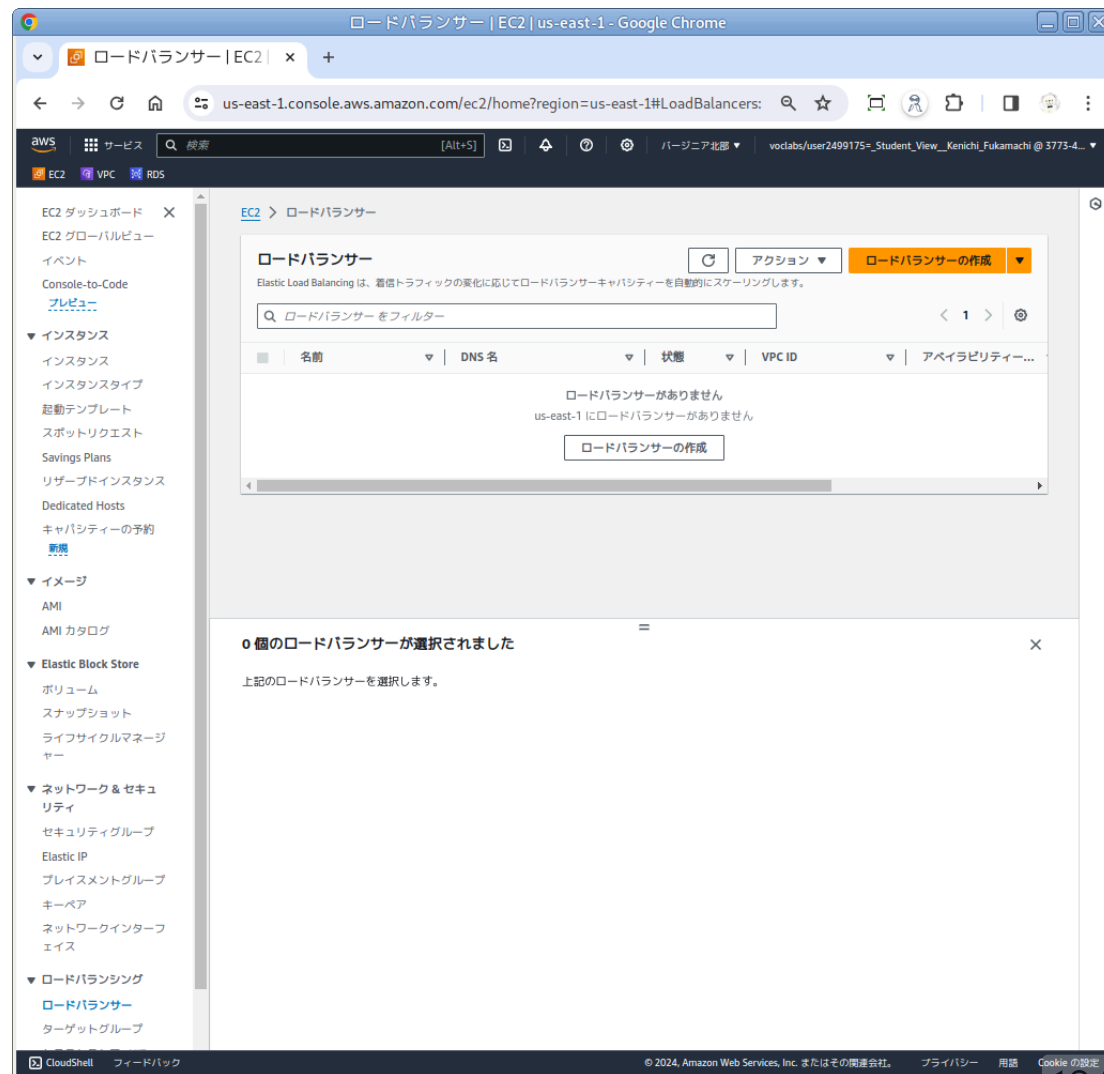 ロードバランサー | EC2 | us-east-1 - Google Chrome
ロードバランサー | EC2 |
us-east-1.console.aws.amazon.com/ec2/home?region=us-east-1#LoadBalancers:
aws サービス 検索 [Alt+S] バージニア北部 ▼ voclabs/user2499175=_Student_View__Kenichi_Fukamachi @ 3773-4... ▼
EC2 VPC RDS
EC2 ダッシュボード
EC2 グローバルビュー
イベント
Console-to-Code
プレビュー
▼ インスタンス
インスタンス
インスタンスタイプ
起動テンプレート
スポットリクエスト
Savings Plans
リザーブドインスタンス
Dedicated Hosts
キャパシティーの予約
新規
▼ イメージ
AMI
AMI カタログ
▼ Elastic Block Store
ボリューム
スナップショット
ライフサイクルマネージ
ャー
▼ ネットワーク & セキュ
リティ
セキュリティグループ
Elastic IP
プレイスメントグループ
キーペア
ネットワークインターフ
ェイス
▼ ロードバランシング
ロードバランサー
ターゲットグループ
EC2 > ロードバランサー
ロードバランサー アクション ▼ ロードバランサーの作成 ▼
Elastic Load Balancing は、着信トラフィックの変化に応じてロードバランサーキャパシティーを自動的にスケーリングします。
ロードバランサー をフィルター < 1 >
名前 DNS 名 状態 VPC ID アベイラビリティー...
ロードバランサーがありません
us-east-1 にロードバランサーがありません
ロードバランサーの作成
0 個のロードバランサーが選択されました
上記のロードバランサーを選択します。
CloudShell フィードバック © 2024, Amazon Web Services, Inc. またはその関連会社。 プライバシー 用語 Cookie の設定